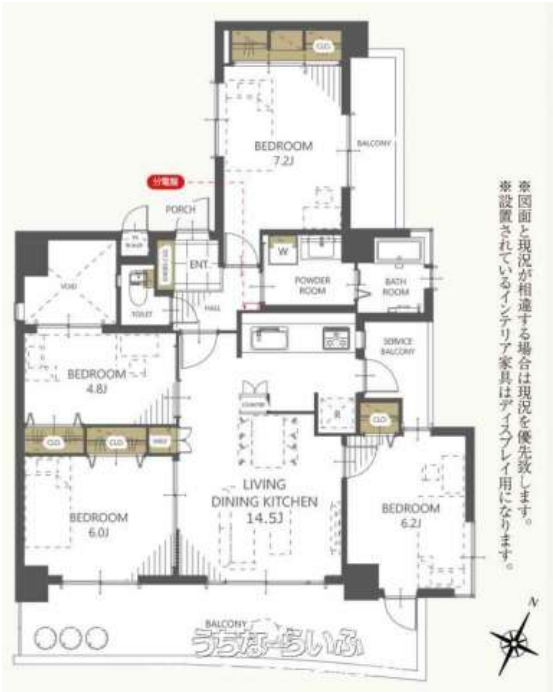 CLO
BEDROOM
7.2J
BALCONY
分電盤
PORCH
ENT
W
POWDER
ROOM
BATH
ROOM
VOID
TOILET
HALL
SERVICE
BALCONY
BEDROOM
4.8J
R
CLO
CLO
CLO
LIVING
DINING KITCHEN
14.5J
BEDROOM
6.0J
BEDROOM
6.2J
BALCONY
うちなーらいふ
N
※図面と現況が相違する場合は現況を優先致します。
※設置されているインテリア家具はディスプレイ用になります。